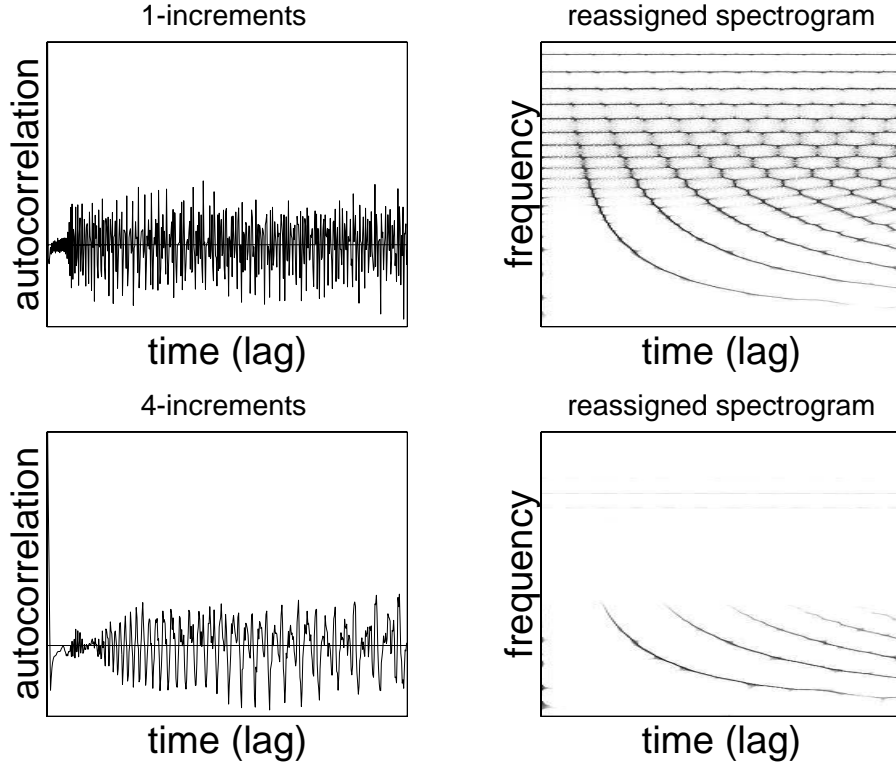 1-increments
autocorrelation
time (lag)
reassigned spectrogram
frequency
time (lag)
4-increments
autocorrelation
time (lag)
reassigned spectrogram
frequency
time (lag)